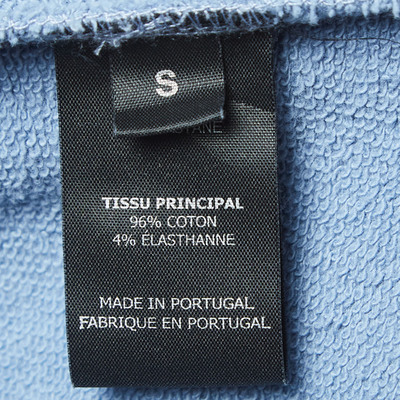 S
TISSU PRINCIPAL
96% COTON
4% ÉLASTHANNE
MADE IN PORTUGAL
FABRIQUE EN PORTUGAL